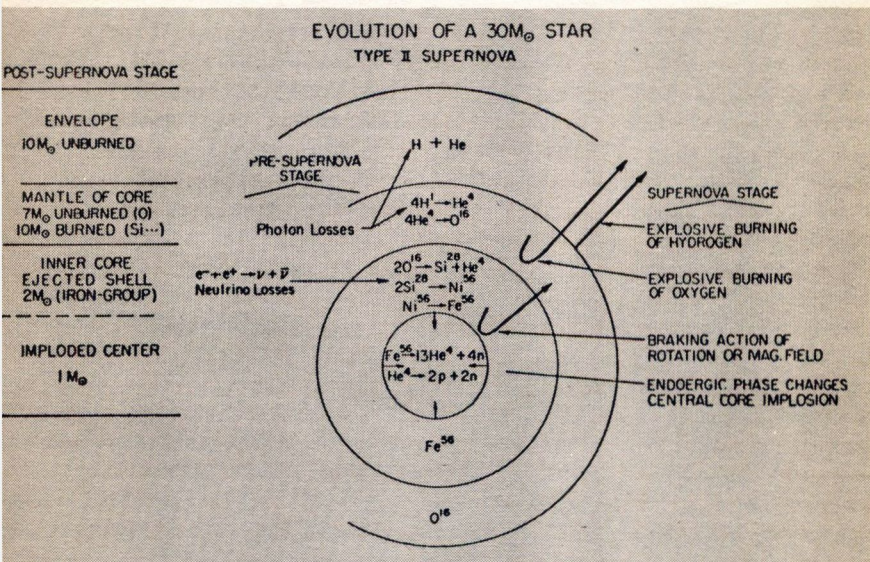 EVOLUTION OF A 30M☉ STAR
TYPE II SUPERNOVA
POST-SUPERNOVA STAGE
ENVELOPE
10M☉ UNBURNED
MANTLE OF CORE
7M☉ UNBURNED (O)
10M☉ BURNED (Si···)
INNER CORE
EJECTED SHELL
2M☉ (IRON-GROUP)
IMPLODED CENTER
1M☉
PRE-SUPERNOVA
STAGE
Photon Losses
e⁻+e⁺→ν+ν̄
Neutrino Losses
H + He
4H¹→He⁴
4He⁴→O¹⁶
2O¹⁶→Si²⁸+He⁴
2Si²⁸→Ni⁵⁶
Ni⁵⁶→Fe⁵⁶
Fe⁵⁶→13He⁴+4n
He⁴→2p+2n
Fe⁵⁶
O¹⁶
SUPERNOVA STAGE
EXPLOSIVE BURNING
OF HYDROGEN
EXPLOSIVE BURNING
OF OXYGEN
BRAKING ACTION OF
ROTATION OR MAG. FIELD
ENDOERGIC PHASE CHANGES
CENTRAL CORE IMPLOSION